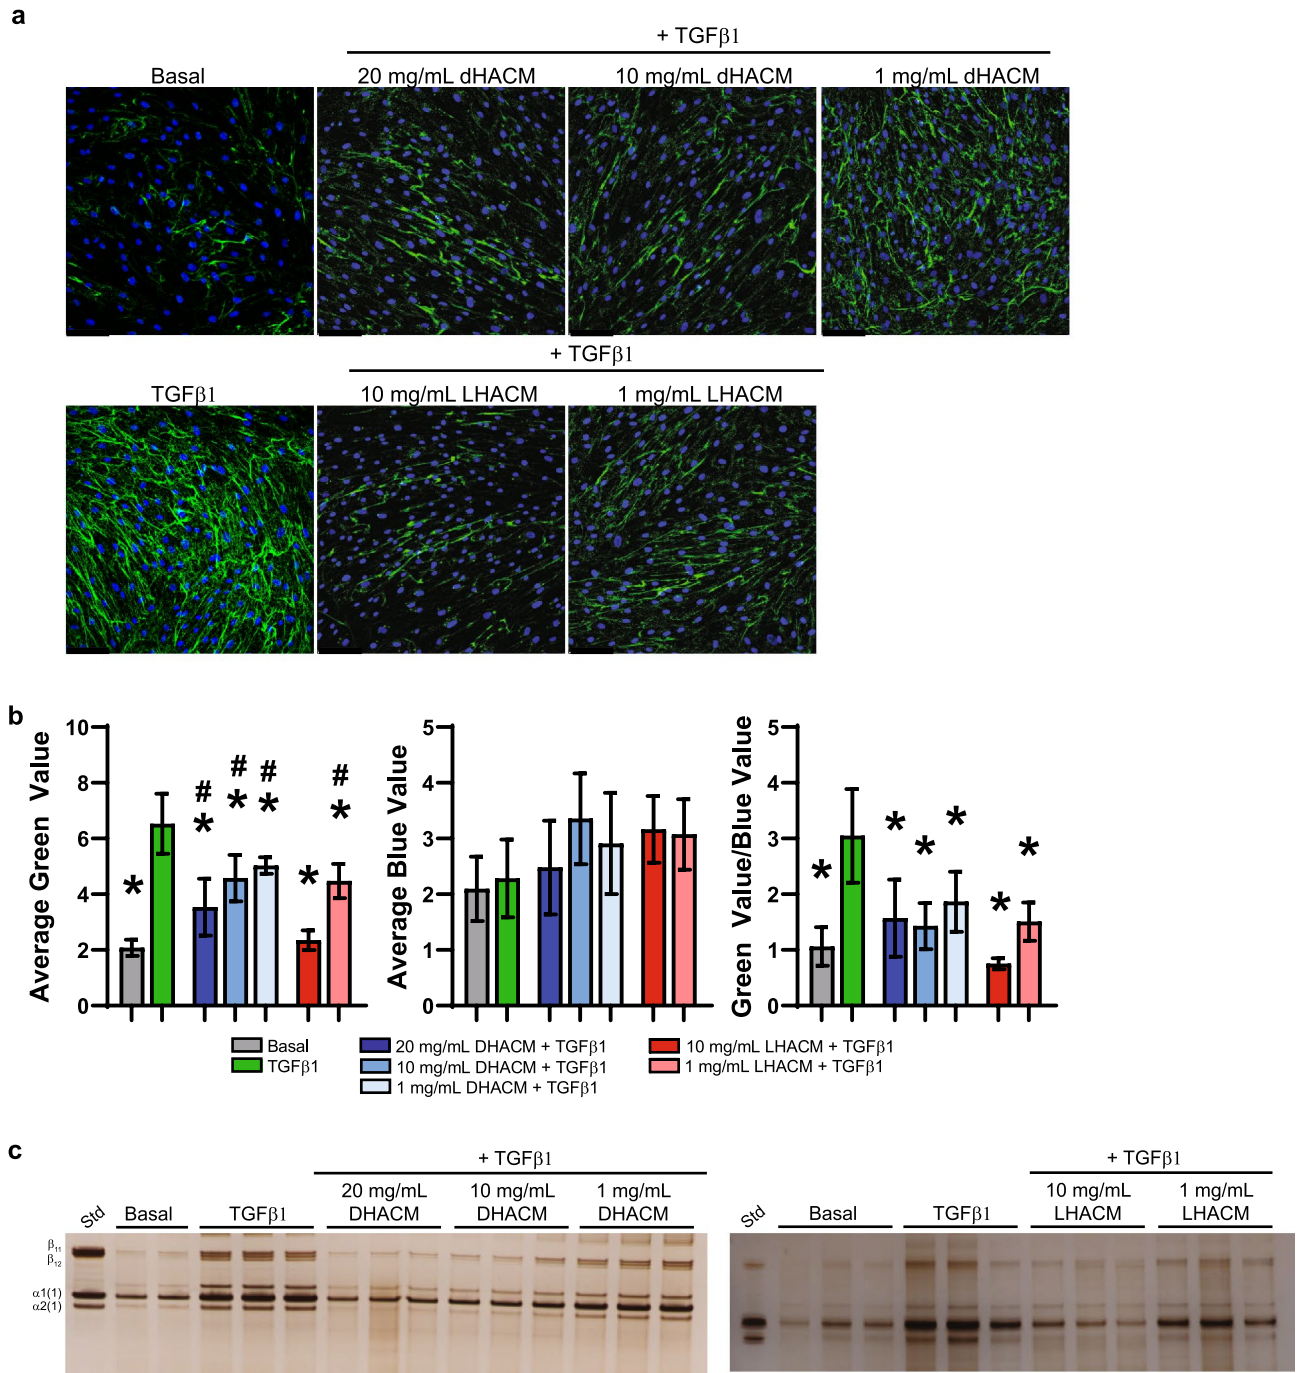 a
+ TGFβ1
Basal
20 mg/mL dHACM
10 mg/mL dHACM
1 mg/mL dHACM
+ TGFβ1
TGFβ1
10 mg/mL LHACM
1 mg/mL LHACM
b
Average Green Value
10
8
6
4
2
0
* # * # * # * * # *
Average Blue Value
5
4
3
2
1
0
Green Value/Blue Value
5
4
3
2
1
0
* * * * * *
Basal
TGFβ1
20 mg/mL DHACM + TGFβ1
10 mg/mL DHACM + TGFβ1
1 mg/mL DHACM + TGFβ1
10 mg/mL LHACM + TGFβ1
1 mg/mL LHACM + TGFβ1
c
+ TGFβ1
Std
Basal
TGFβ1
20 mg/mL
DHACM
10 mg/mL
DHACM
1 mg/mL
DHACM
β₁₁
β₁₂
α1(1)
α2(1)
+ TGFβ1
Std
Basal
TGFβ1
10 mg/mL
LHACM
1 mg/mL
LHACM